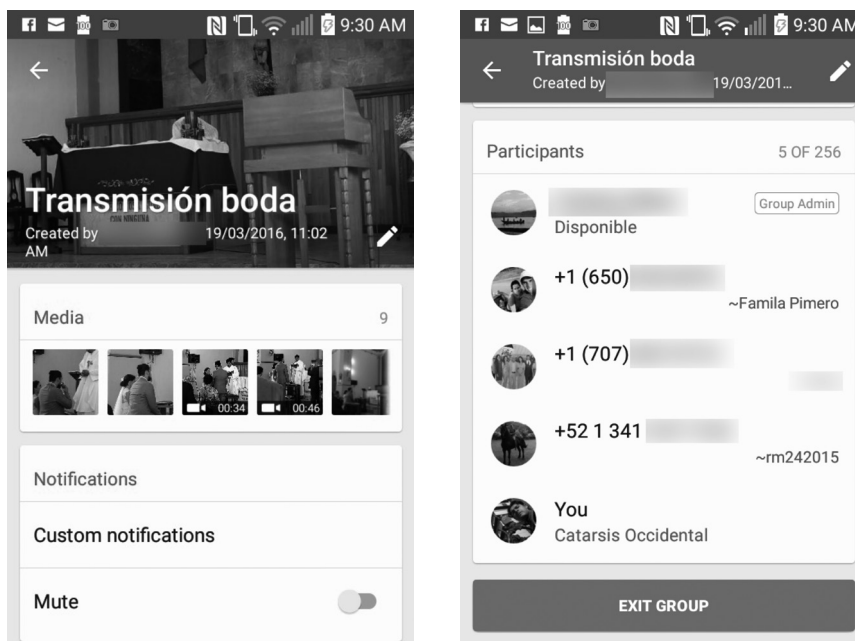 9:30 AM
Transmisión boda
Created by 19/03/2016, 11:02
AM
Media 9
00:34 00:46
Notifications
Custom notifications
Mute
9:30 AM
Transmisión boda
Created by 19/03/201...
Participants 5 OF 256
Group Admin
Disponible
+1 (650)
~Famila Pimero
+1 (707)
+52 1 341
~rm242015
You
Catarsis Occidental
EXIT GROUP